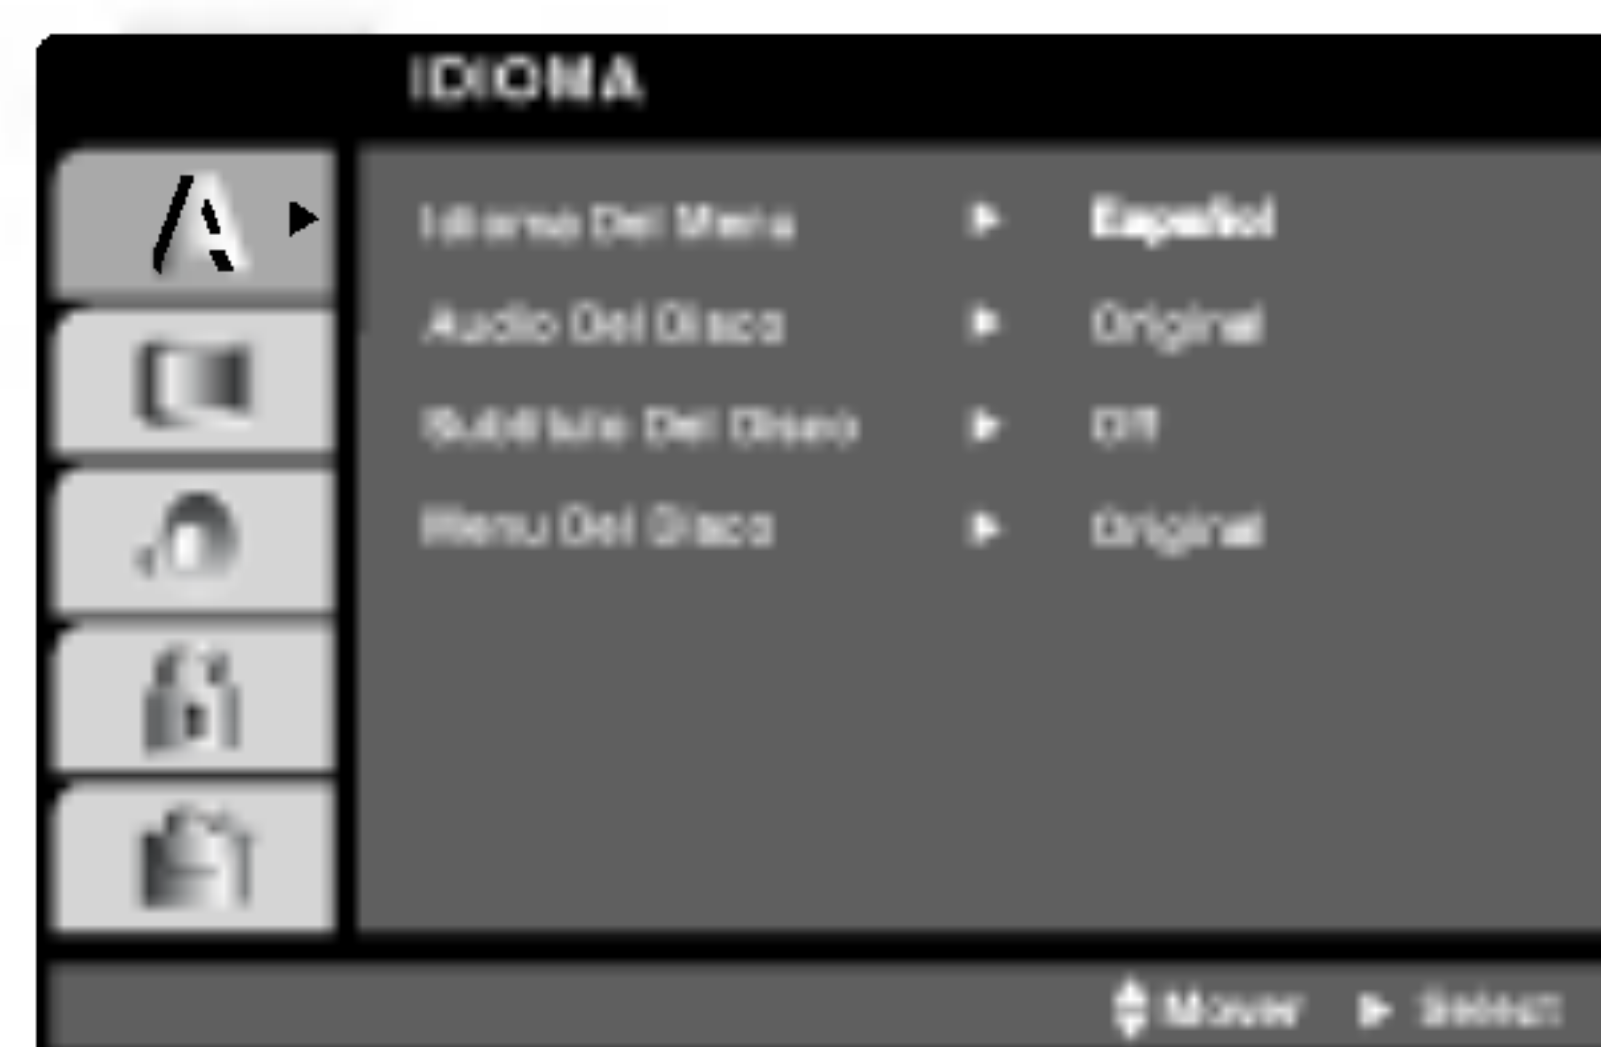 IDIOMA
Idioma Del Menu Español
Audio Del Disco Original
Subtitulo Del Disco Off
Menu Del Disco Original
Mover Select